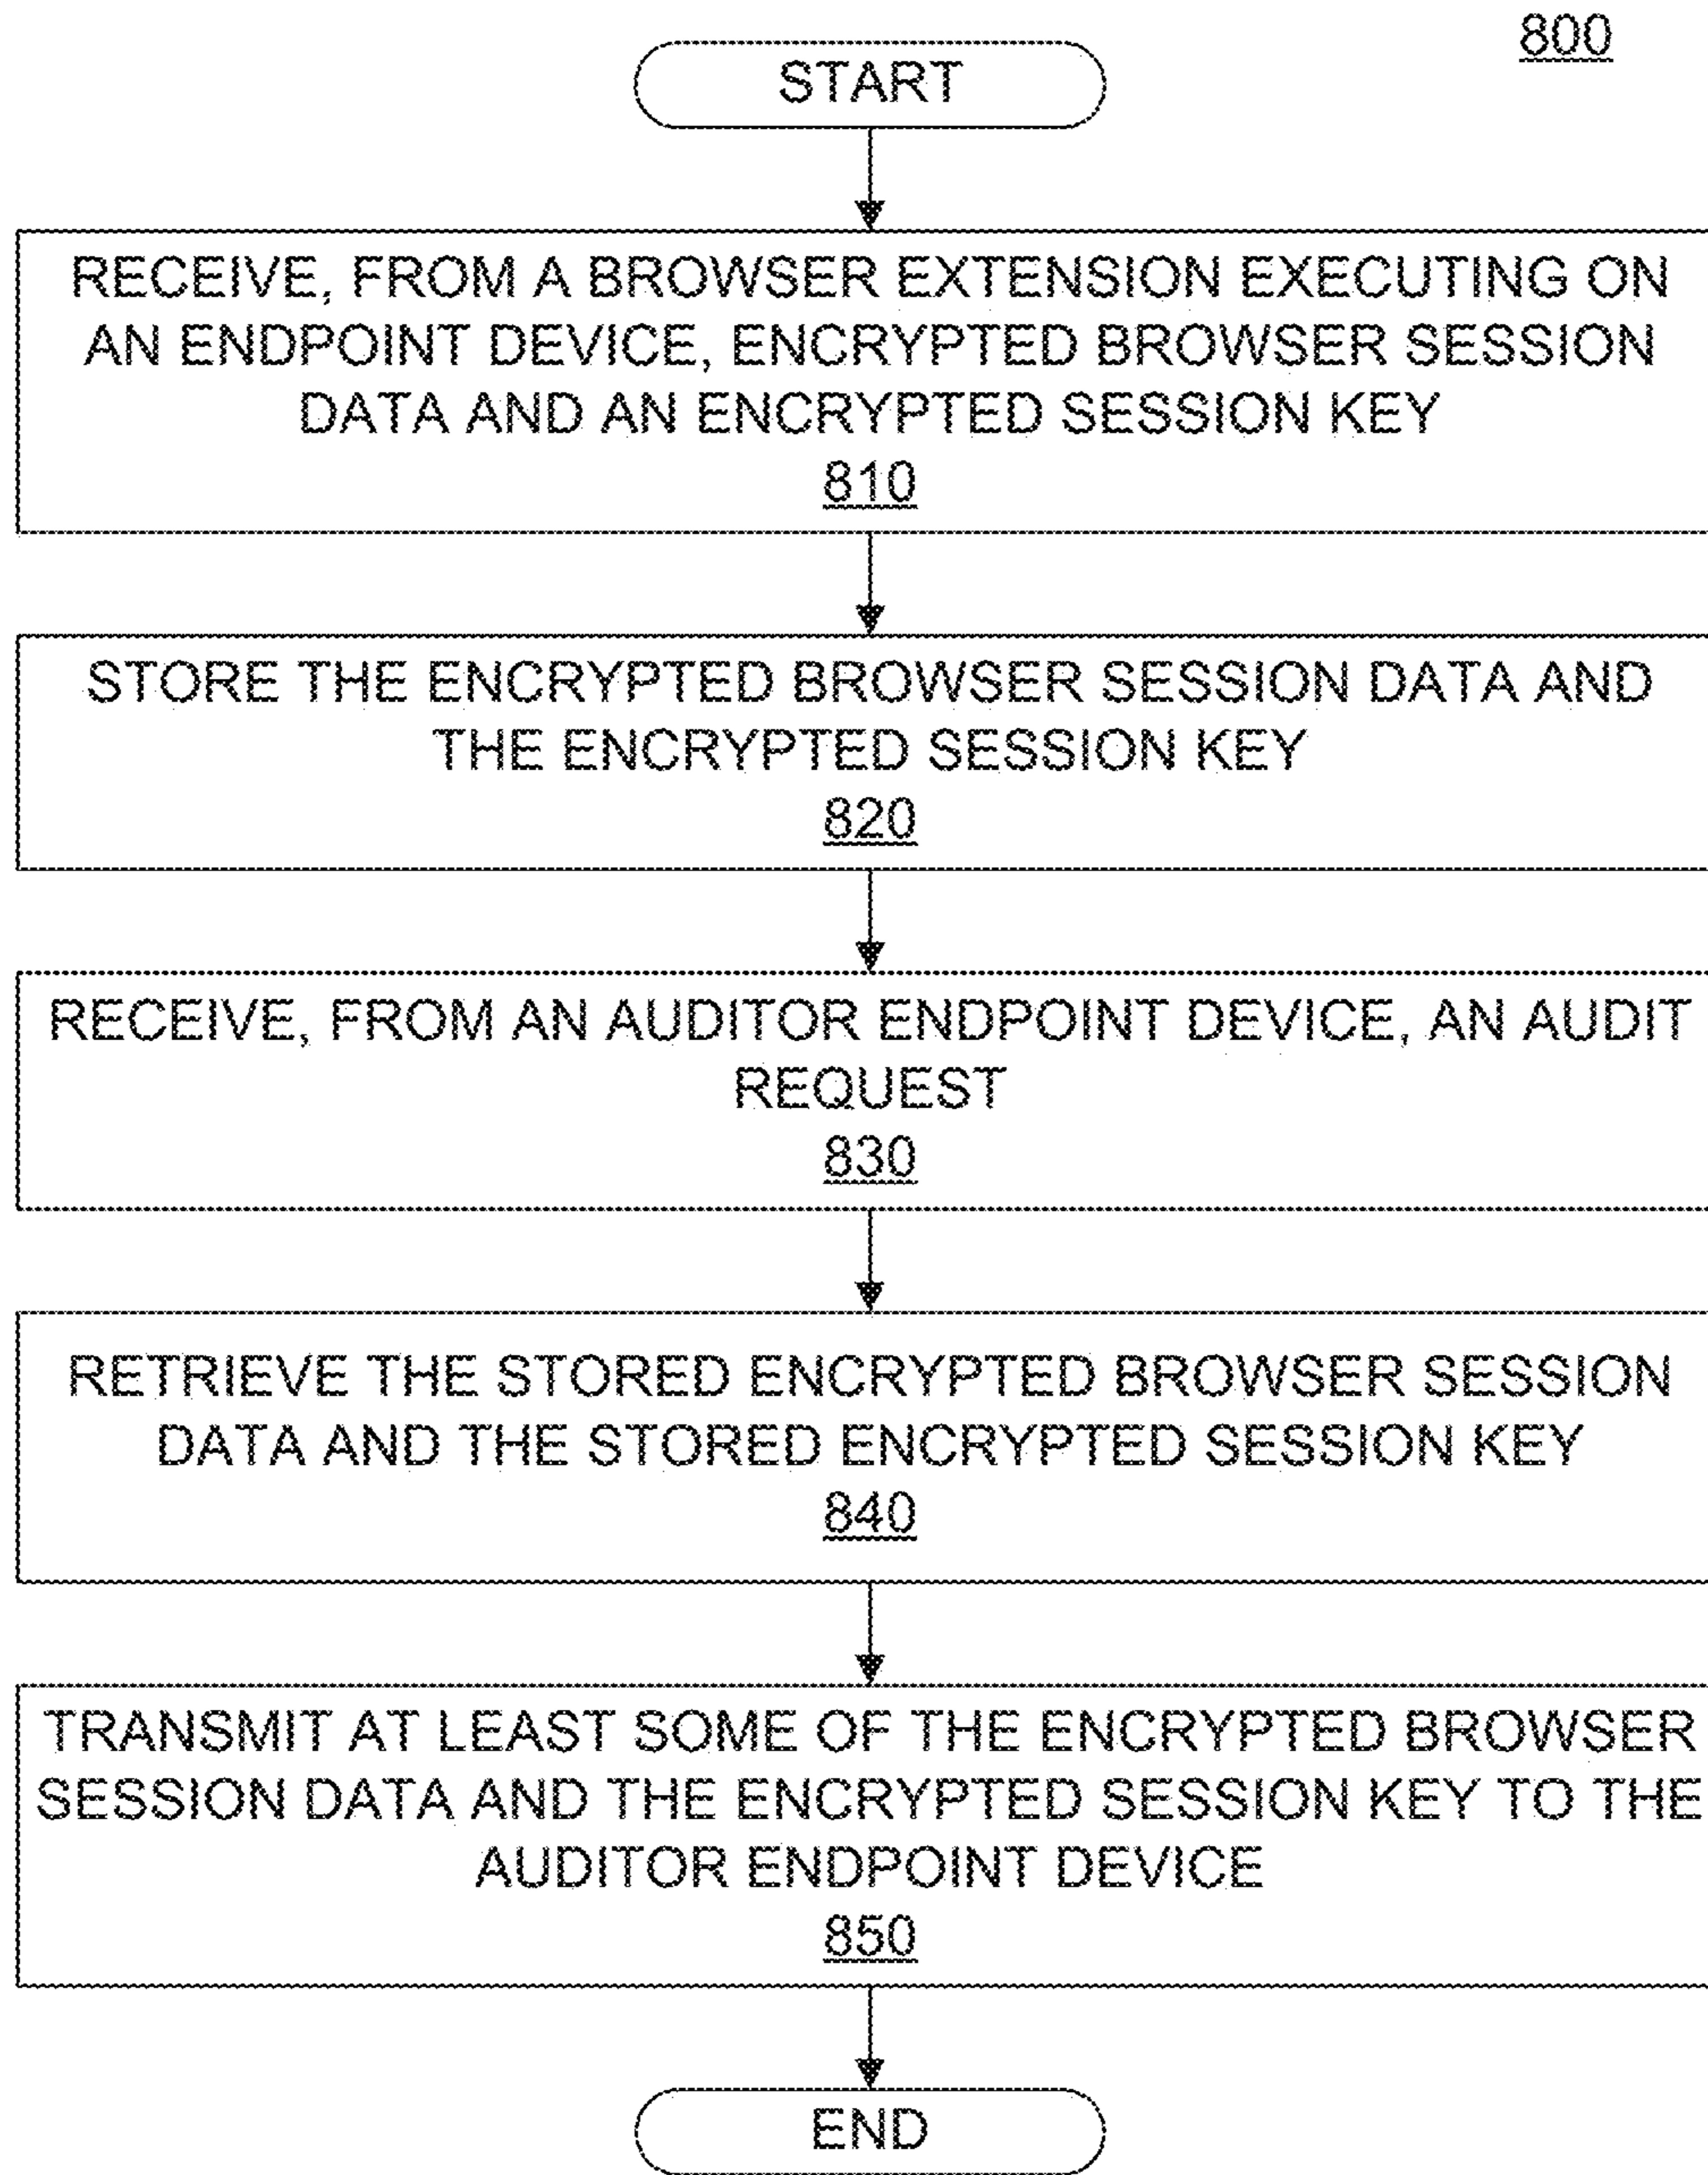 800
START
RECEIVE, FROM A BROWSER EXTENSION EXECUTING ON
AN ENDPOINT DEVICE, ENCRYPTED BROWSER SESSION
DATA AND AN ENCRYPTED SESSION KEY
810
STORE THE ENCRYPTED BROWSER SESSION DATA AND
THE ENCRYPTED SESSION KEY
820
RECEIVE, FROM AN AUDITOR ENDPOINT DEVICE, AN AUDIT
REQUEST
830
RETRIEVE THE STORED ENCRYPTED BROWSER SESSION
DATA AND THE STORED ENCRYPTED SESSION KEY
840
TRANSMIT AT LEAST SOME OF THE ENCRYPTED BROWSER
SESSION DATA AND THE ENCRYPTED SESSION KEY TO THE
AUDITOR ENDPOINT DEVICE
850
END